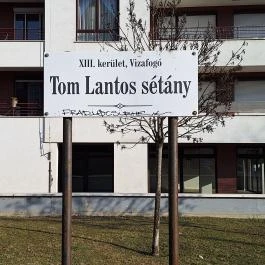 XIII. kerület, Vizafogó
Tom Lantos sétány